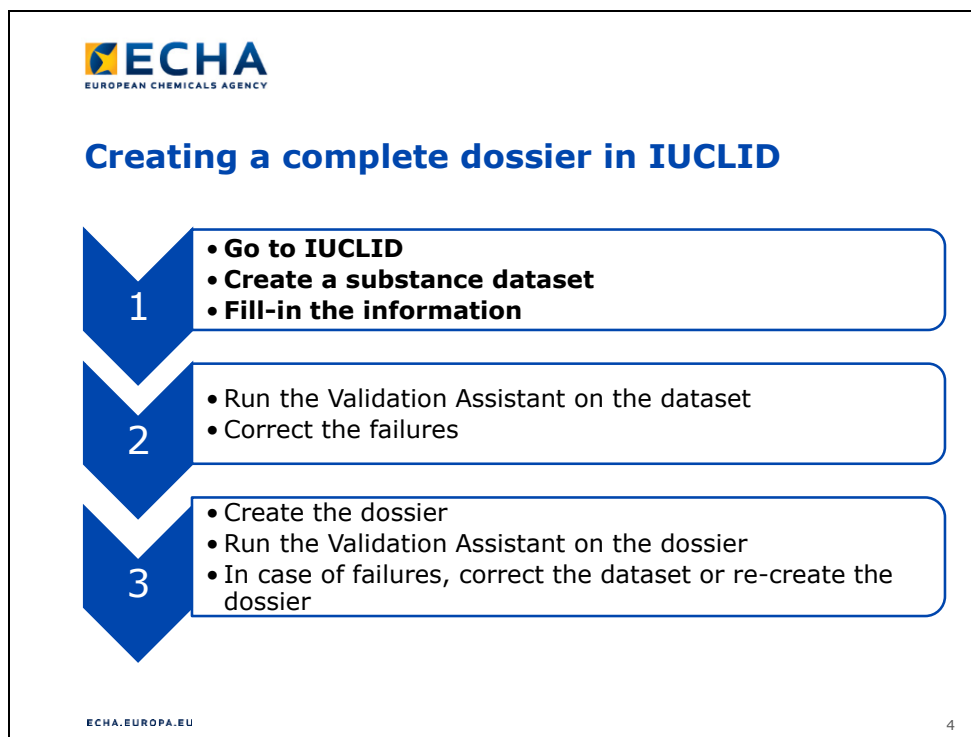 ECHA
EUROPEAN CHEMICALS AGENCY
Creating a complete dossier in IUCLID
1
• Go to IUCLID
• Create a substance dataset
• Fill-in the information
2
• Run the Validation Assistant on the dataset
• Correct the failures
3
• Create the dossier
• Run the Validation Assistant on the dossier
• In case of failures, correct the dataset or re-create the
dossier
ECHA.EUROPA.EU
4